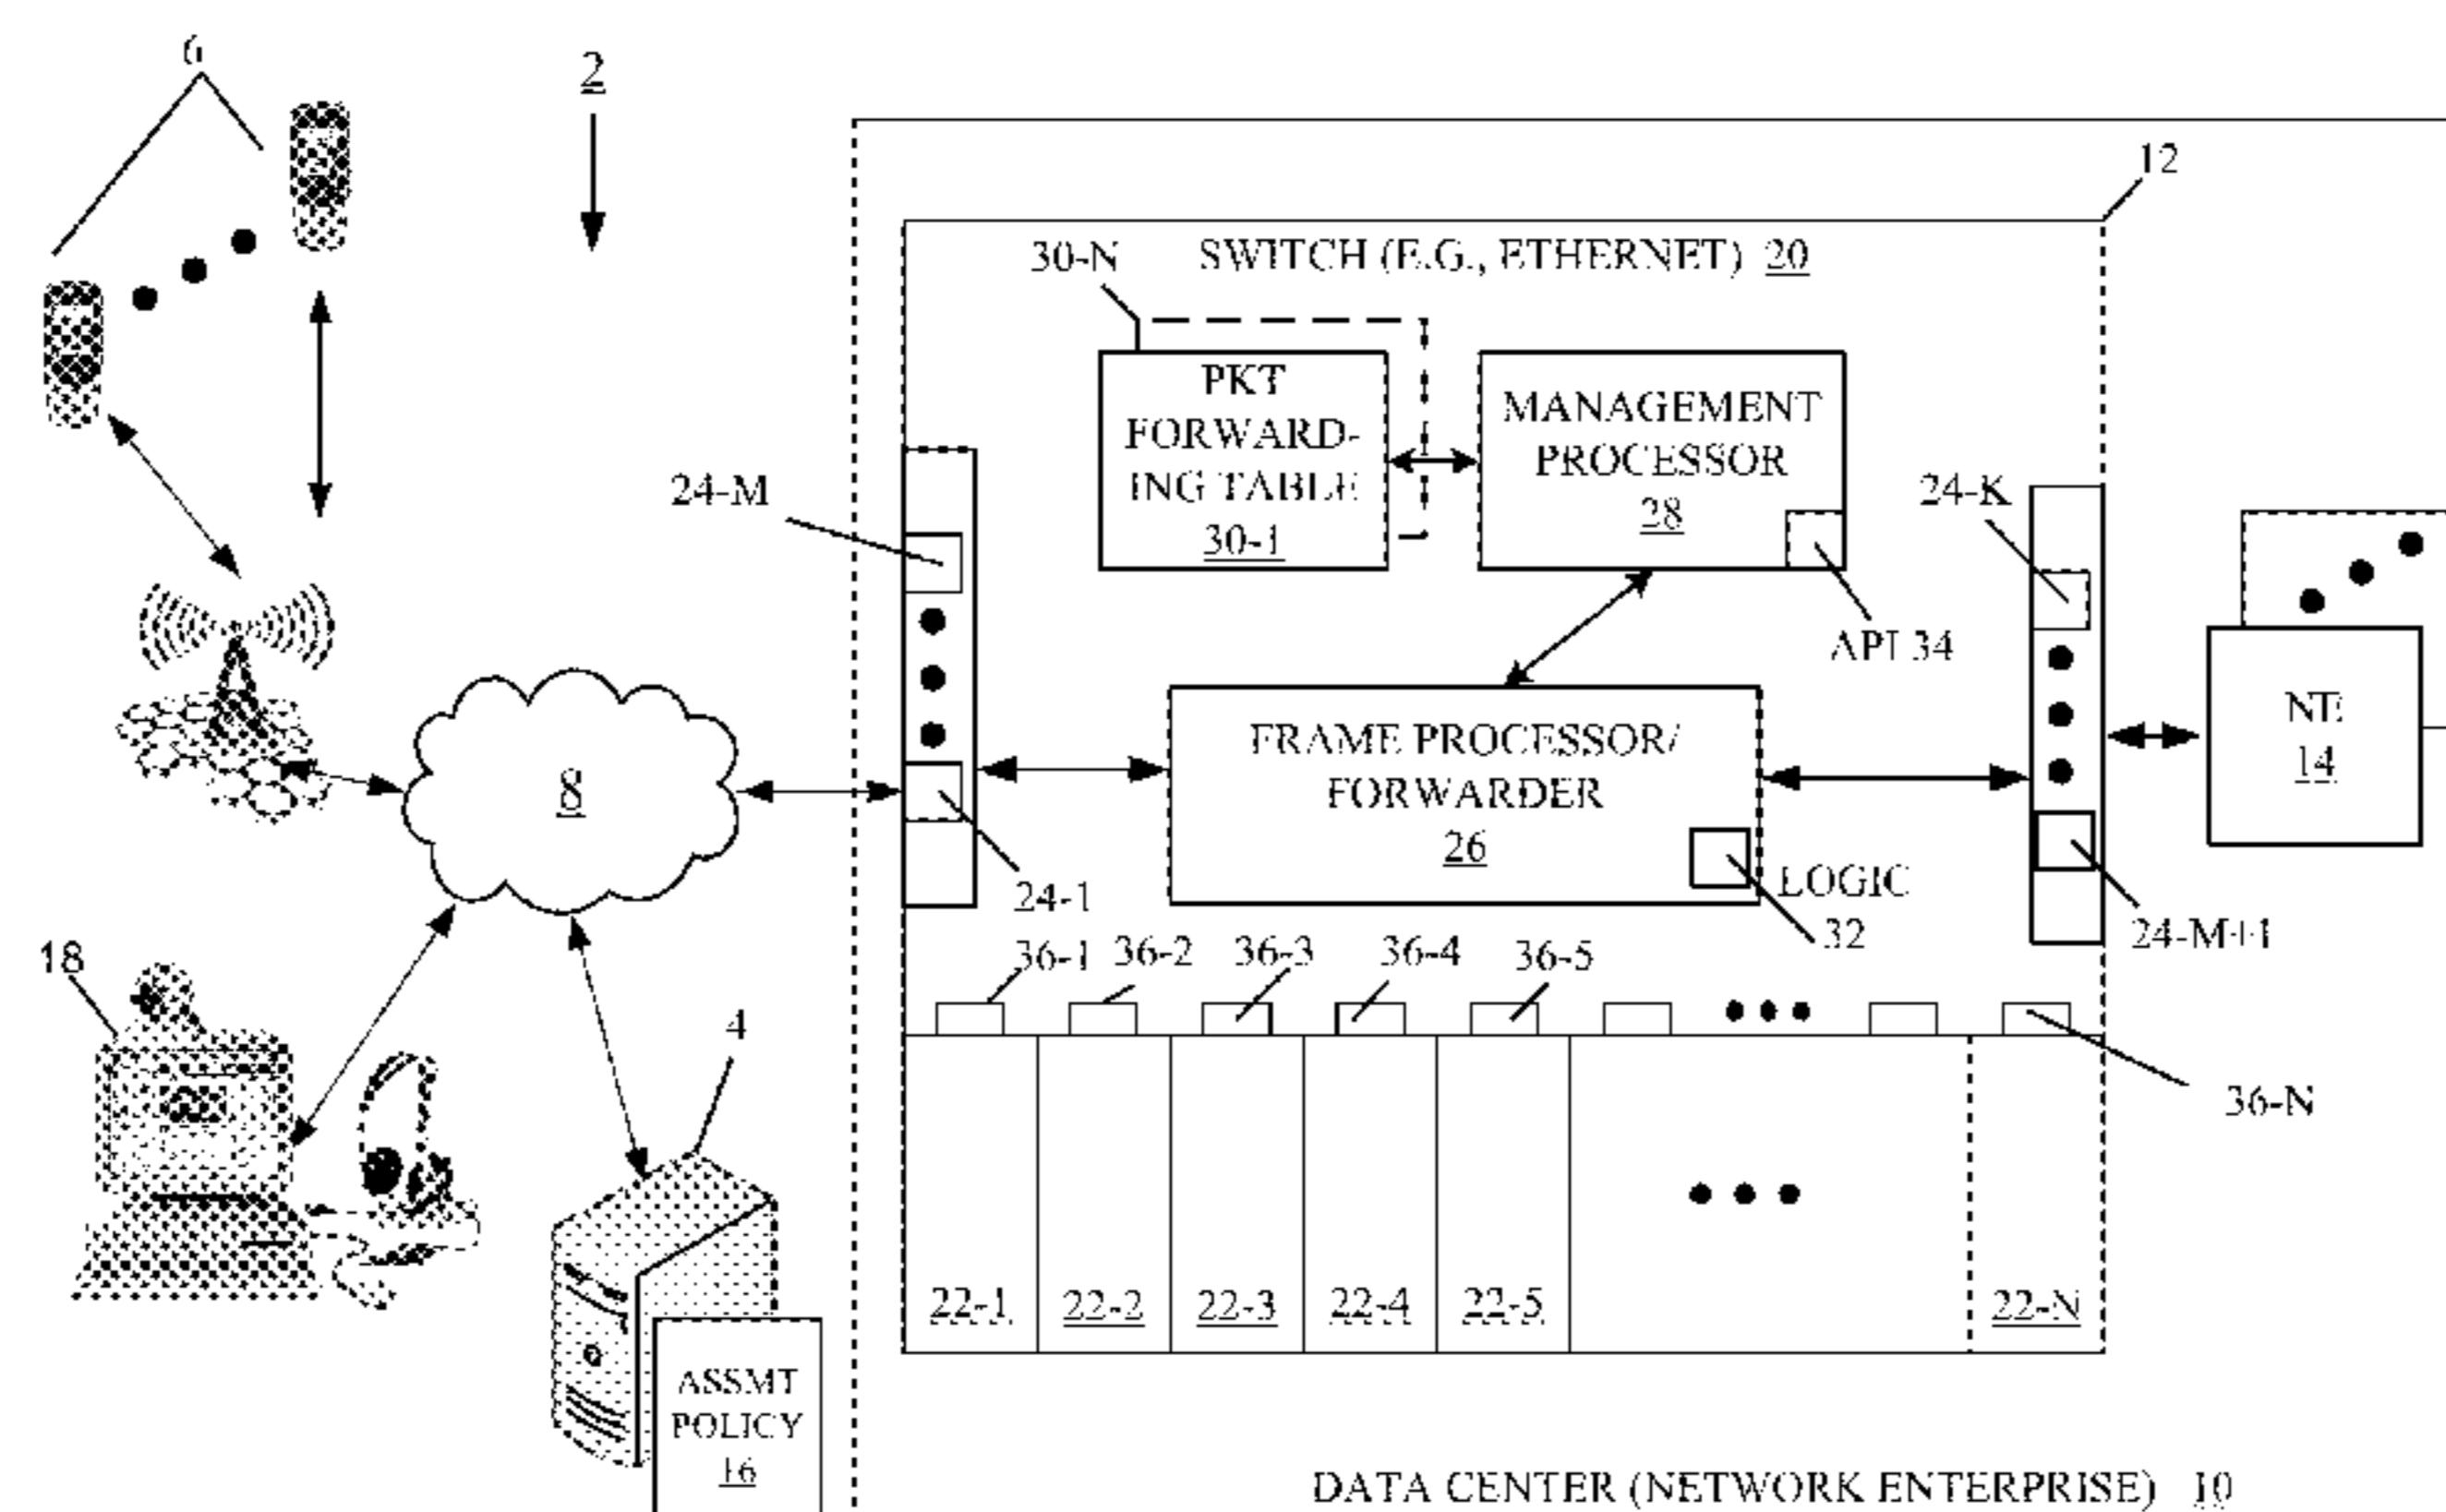 6
2
12
SWITCH (E.G., ETHERNET) 20
30-N
PKT
FORWARD-
ING TABLE
30-1
MANAGEMENT
PROCESSOR
28
API 34
24-M
24-K
NE
14
8
FRAME PROCESSOR/
FORWARDER
26
LOGIC
32
24-1
24-M+1
36-1
36-2
36-3
36-4
36-5
36-N
18
4
22-1
22-2
22-3
22-4
22-5
22-N
ASSMT
POLICY
16
DATA CENTER (NETWORK ENTERPRISE) 10